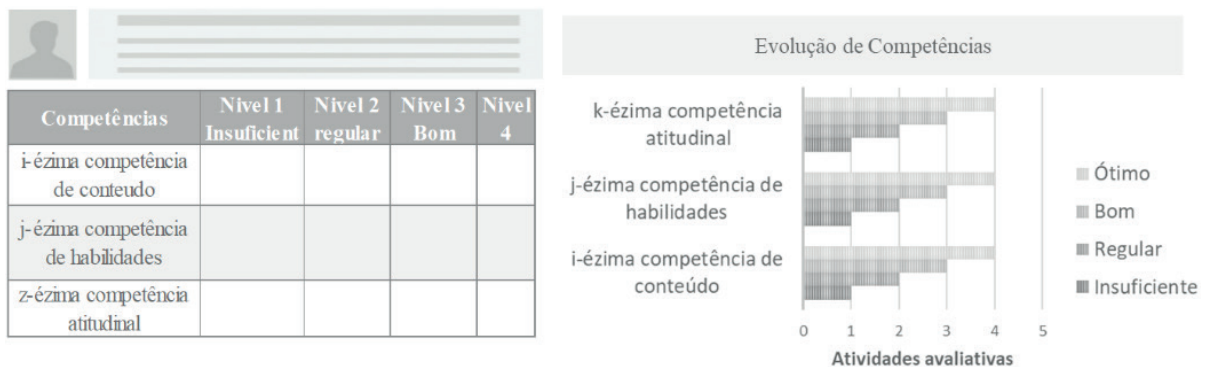 Competências
Nivel 1
Insuficient
Nivel 2
regular
Nivel 3
Bom
Nivel
4
i-ézima competência
de conteudo
j-ézima competência
de habilidades
z-ézima competência
atitudinal
Evolução de Competências
k-ézima competência
atitudinal
j-ézima competência de
habilidades
i-ézima competência de
conteúdo
0 1 2 3 4 5
Atividades avaliativas
Ótimo
Bom
Regular
Insuficiente